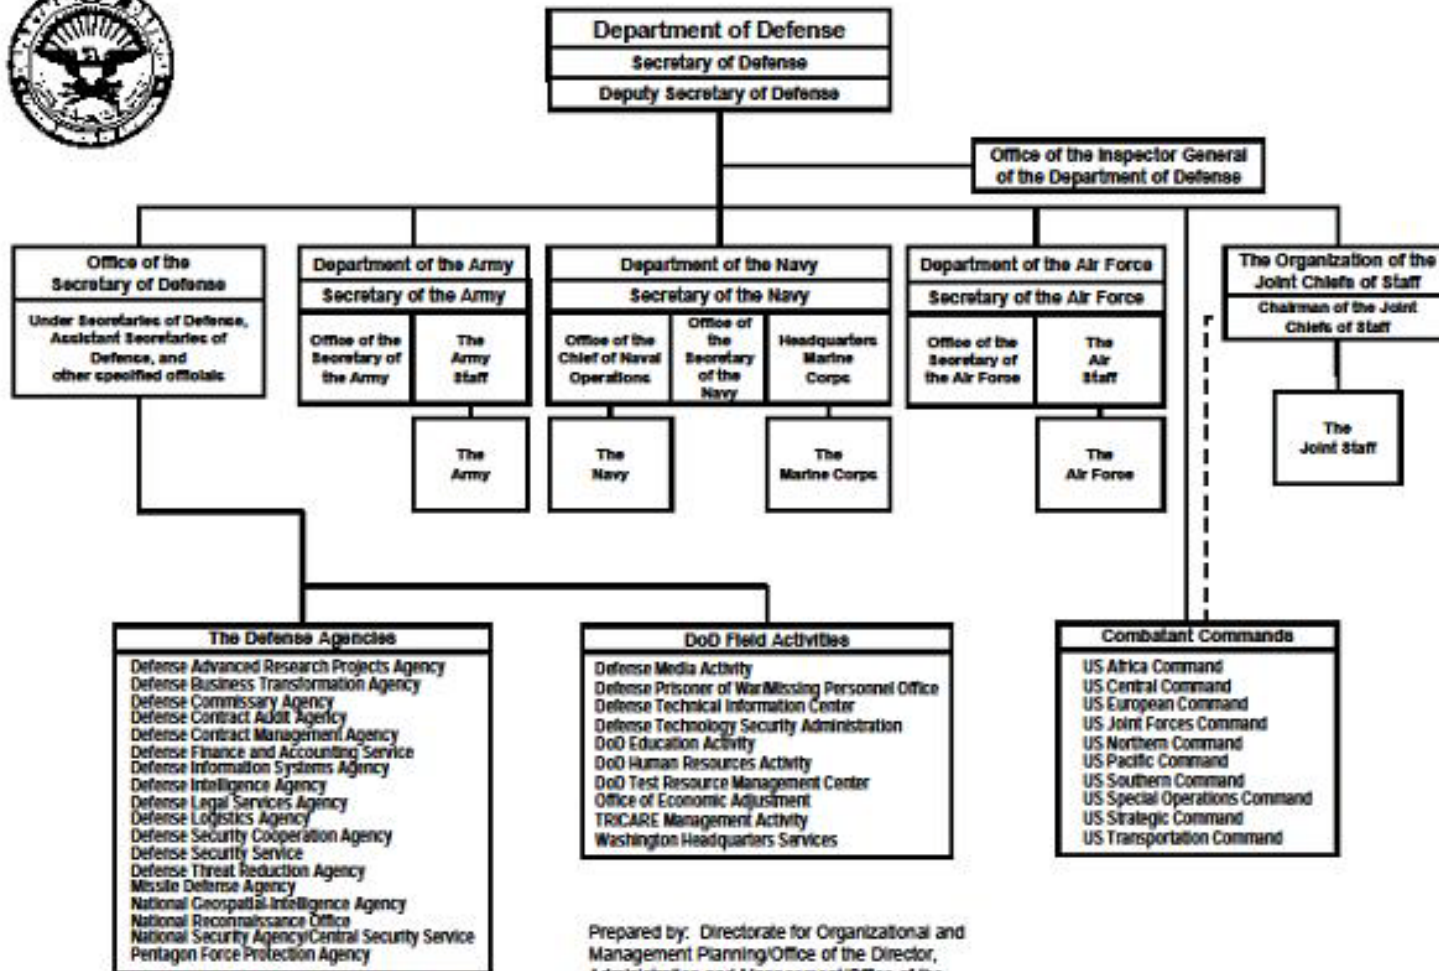 Department of Defense
Secretary of Defense
Deputy Secretary of Defense
Office of the Inspector General
of the Department of Defense
Office of the
Secretary of Defense
Under Secretaries of Defense,
Assistant Secretaries of
Defense, and
other specified officials
Department of the Army
Secretary of the Army
Office of the
Secretary of
the Army
The
Army
Staff
The
Army
Department of the Navy
Secretary of the Navy
Office of the
Chief of Naval
Operations
Office of
the
Secretary
of the
Navy
Headquarters
Marine
Corps
The
Navy
The
Marine Corps
Department of the Air Force
Secretary of the Air Force
Office of the
Secretary of
the Air Force
The
Air
Staff
The
Air Force
The Organization of the
Joint Chiefs of Staff
Chairman of the Joint
Chiefs of Staff
The
Joint Staff
The Defense Agencies
Defense Advanced Research Projects Agency
Defense Business Transformation Agency
Defense Commissary Agency
Defense Contract Audit Agency
Defense Contract Management Agency
Defense Finance and Accounting Service
Defense Information Systems Agency
Defense Intelligence Agency
Defense Legal Services Agency
Defense Logistics Agency
Defense Security Cooperation Agency
Defense Security Service
Defense Threat Reduction Agency
Missile Defense Agency
National Geospatial-Intelligence Agency
National Reconnaissance Office
National Security Agency/Central Security Service
Pentagon Force Protection Agency
DoD Field Activities
Defense Media Activity
Defense Prisoner of War/Missing Personnel Office
Defense Technical Information Center
Defense Technology Security Administration
DoD Education Activity
DoD Human Resources Activity
DoD Test Resource Management Center
Office of Economic Adjustment
TRICARE Management Activity
Washington Headquarters Services
Combatant Commands
US Africa Command
US Central Command
US European Command
US Joint Forces Command
US Northern Command
US Pacific Command
US Southern Command
US Special Operations Command
US Strategic Command
US Transportation Command
Prepared by: Directorate for Organizational and
Management Planning/Office of the Director,